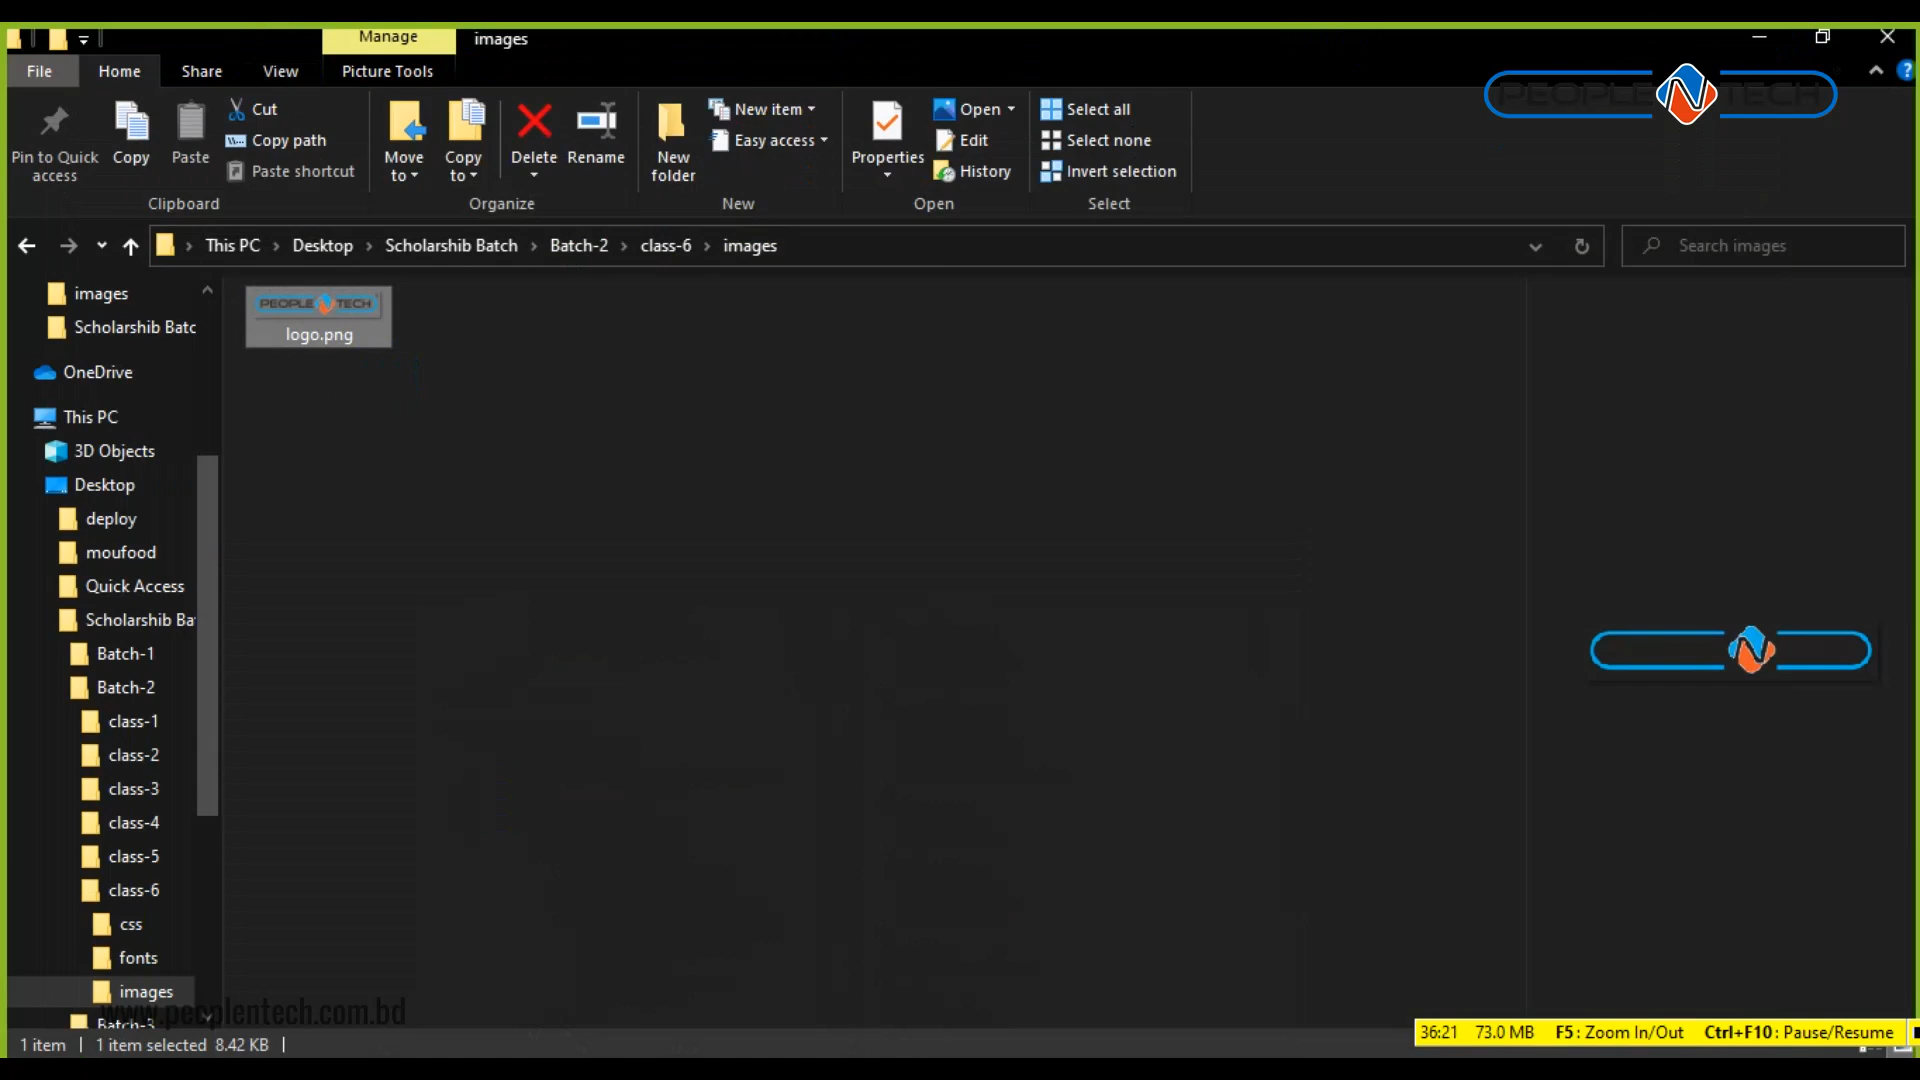 Manage
images
File
Home
Share
View
Picture Tools
PEOPLE N TECH
Pin to Quick
access
Copy
Paste
Cut
Copy path
Paste shortcut
Move
to
Copy
to
Delete
Rename
New
folder
New item
Easy access
Properties
Open
Edit
History
Select all
Select none
Invert selection
Clipboard
Organize
New
Open
Select
This PC > Desktop > Scholarshib Batch > Batch-2 > class-6 > images
Search images
images
Scholarshib Batc
OneDrive
This PC
3D Objects
Desktop
deploy
moufood
Quick Access
Scholarshib Ba
Batch-1
Batch-2
class-1
class-2
class-3
class-4
class-5
class-6
css
fonts
images
Batch-3
PEOPLE N TECH
logo.png
N
www.peoplentech.com.bd
1 item
1 item selected 8.42 KB
36:21 73.0 MB F5: Zoom In/Out Ctrl+F10: Pause/Resume